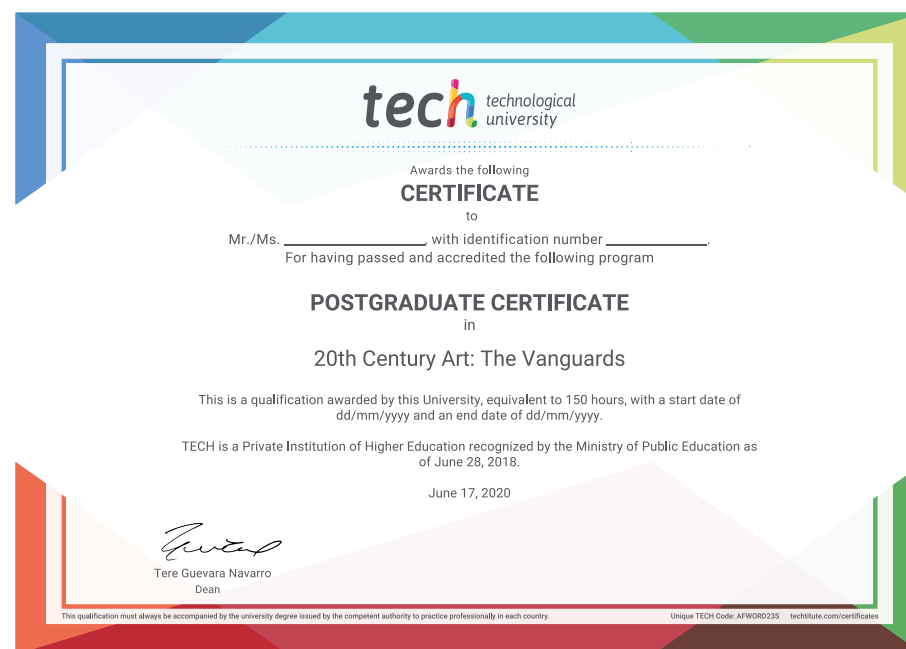 tech technological
university
Awards the following
CERTIFICATE
to
Mr./Ms. ____________________, with identification number ______________.
For having passed and accredited the following program
POSTGRADUATE CERTIFICATE
in
20th Century Art: The Vanguards
This is a qualification awarded by this University, equivalent to 150 hours, with a start date of
dd/mm/yyyy and an end date of dd/mm/yyyy.
TECH is a Private Institution of Higher Education recognized by the Ministry of Public Education as
of June 28, 2018.
June 17, 2020
Tere Guevara Navarro
Dean
This qualification must always be accompanied by the university degree issued by the competent authority to practice professionally in each country.
Unique TECH Code: AFWORD23S techtitute.com/certificates